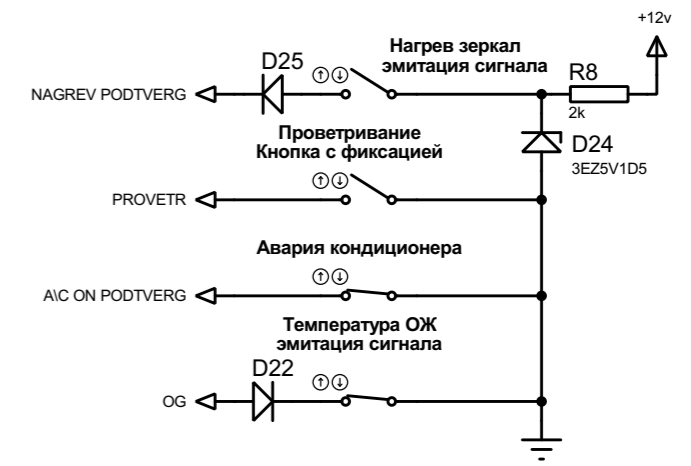 +12v
Нагрев зеркал
эмитация сигнала
D25
R8
NAGREV PODTVERG
2k
Проветривание
Кнопка с фиксацией
D24
3EZ5V1D5
PROVETR
Авария кондиционера
A\C ON PODTVERG
Температура ОЖ
эмитация сигнала
D22
OG